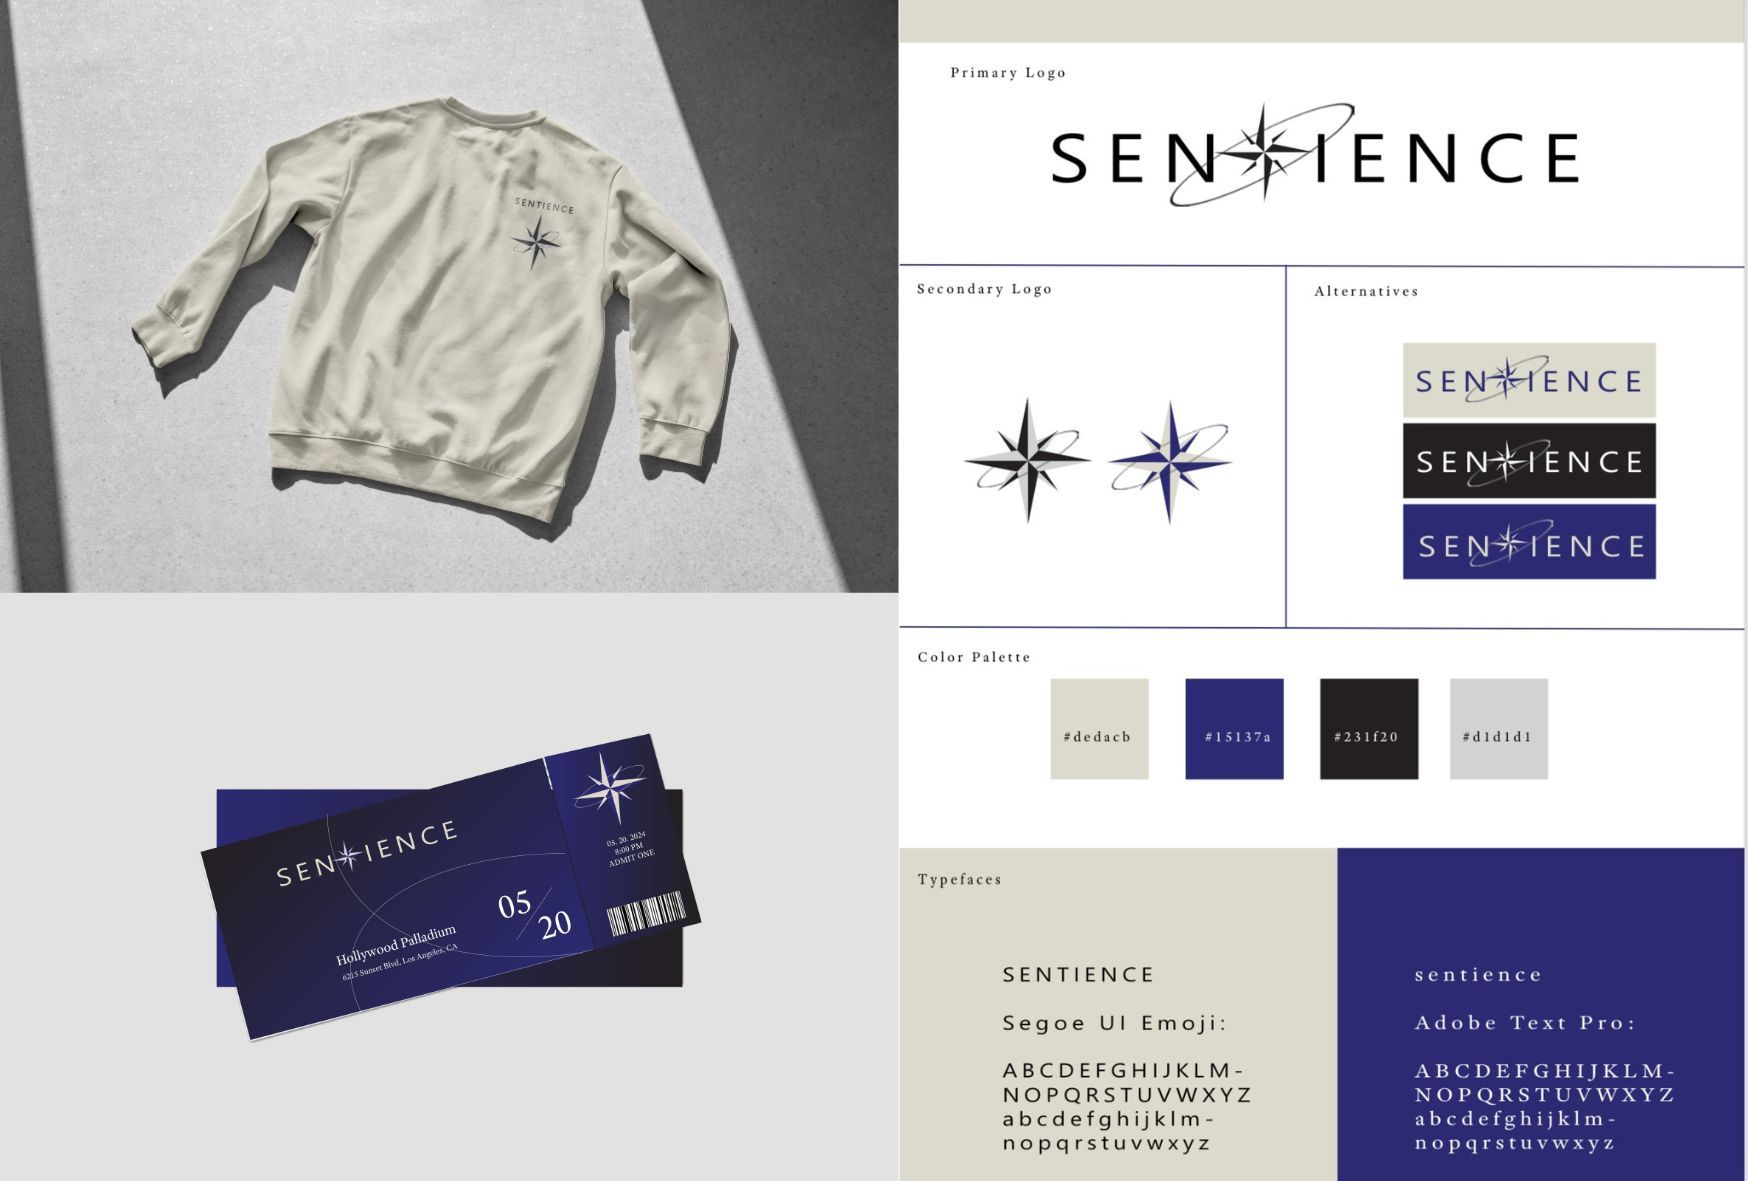 SENTIENCE
SENTIENCE
05
20
Hollywood Palladium
6215 Sunset Blvd, Los Angeles, CA
05. 20. 2024
8:00 PM
ADMIT ONE
Primary Logo
SEN IENCE
Secondary Logo
Alternatives
SEN IENCE
SEN IENCE
SEN IENCE
Color Palette
#dedacb
#15137a
#231f20
#d1d1d1
Typefaces
SENTIENCE
Segoe UI Emoji:
ABCDEFGHIJKLM-
NOPQRSTUVWXYZ
abcdefghijklm-
nopqrstuvwxyz
sentience
Adobe Text Pro:
ABCDEFGHIJKLM-
NOPQRSTUVWXYZ
abcdefghijklm-
nopqrstuvwxyz